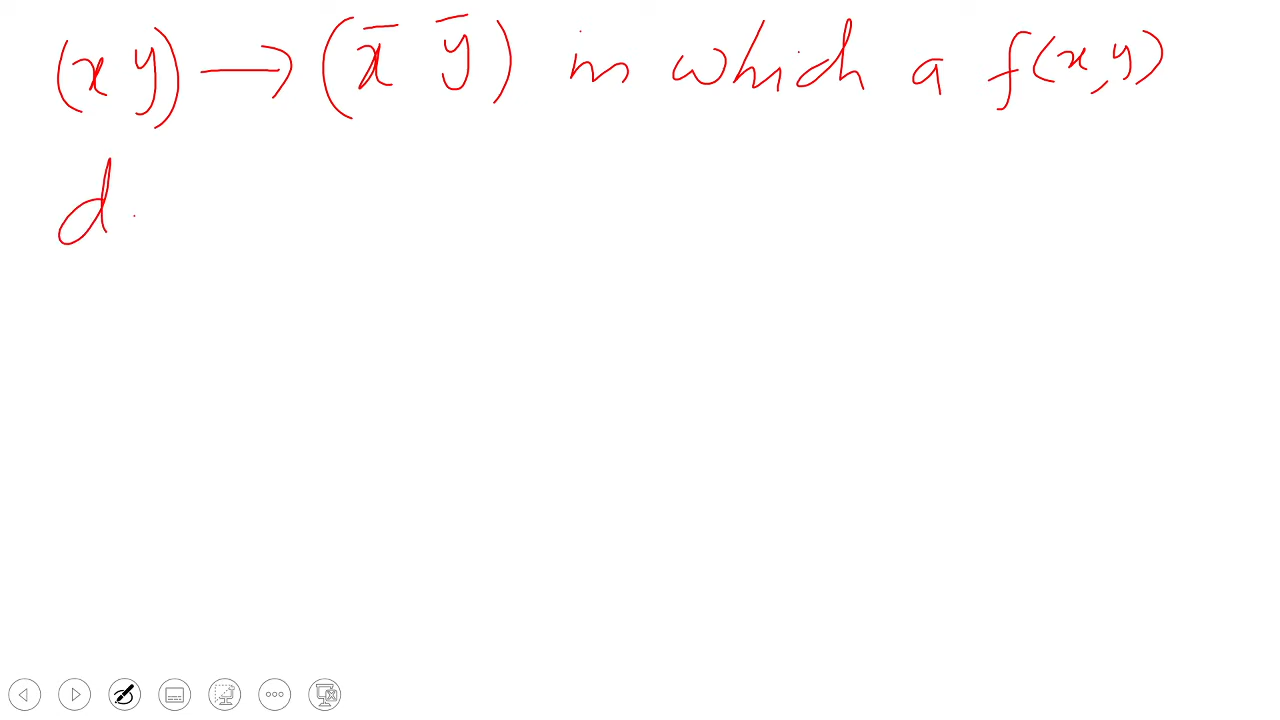 (x y) → (x̄ ȳ) in which a f(x,y)
d